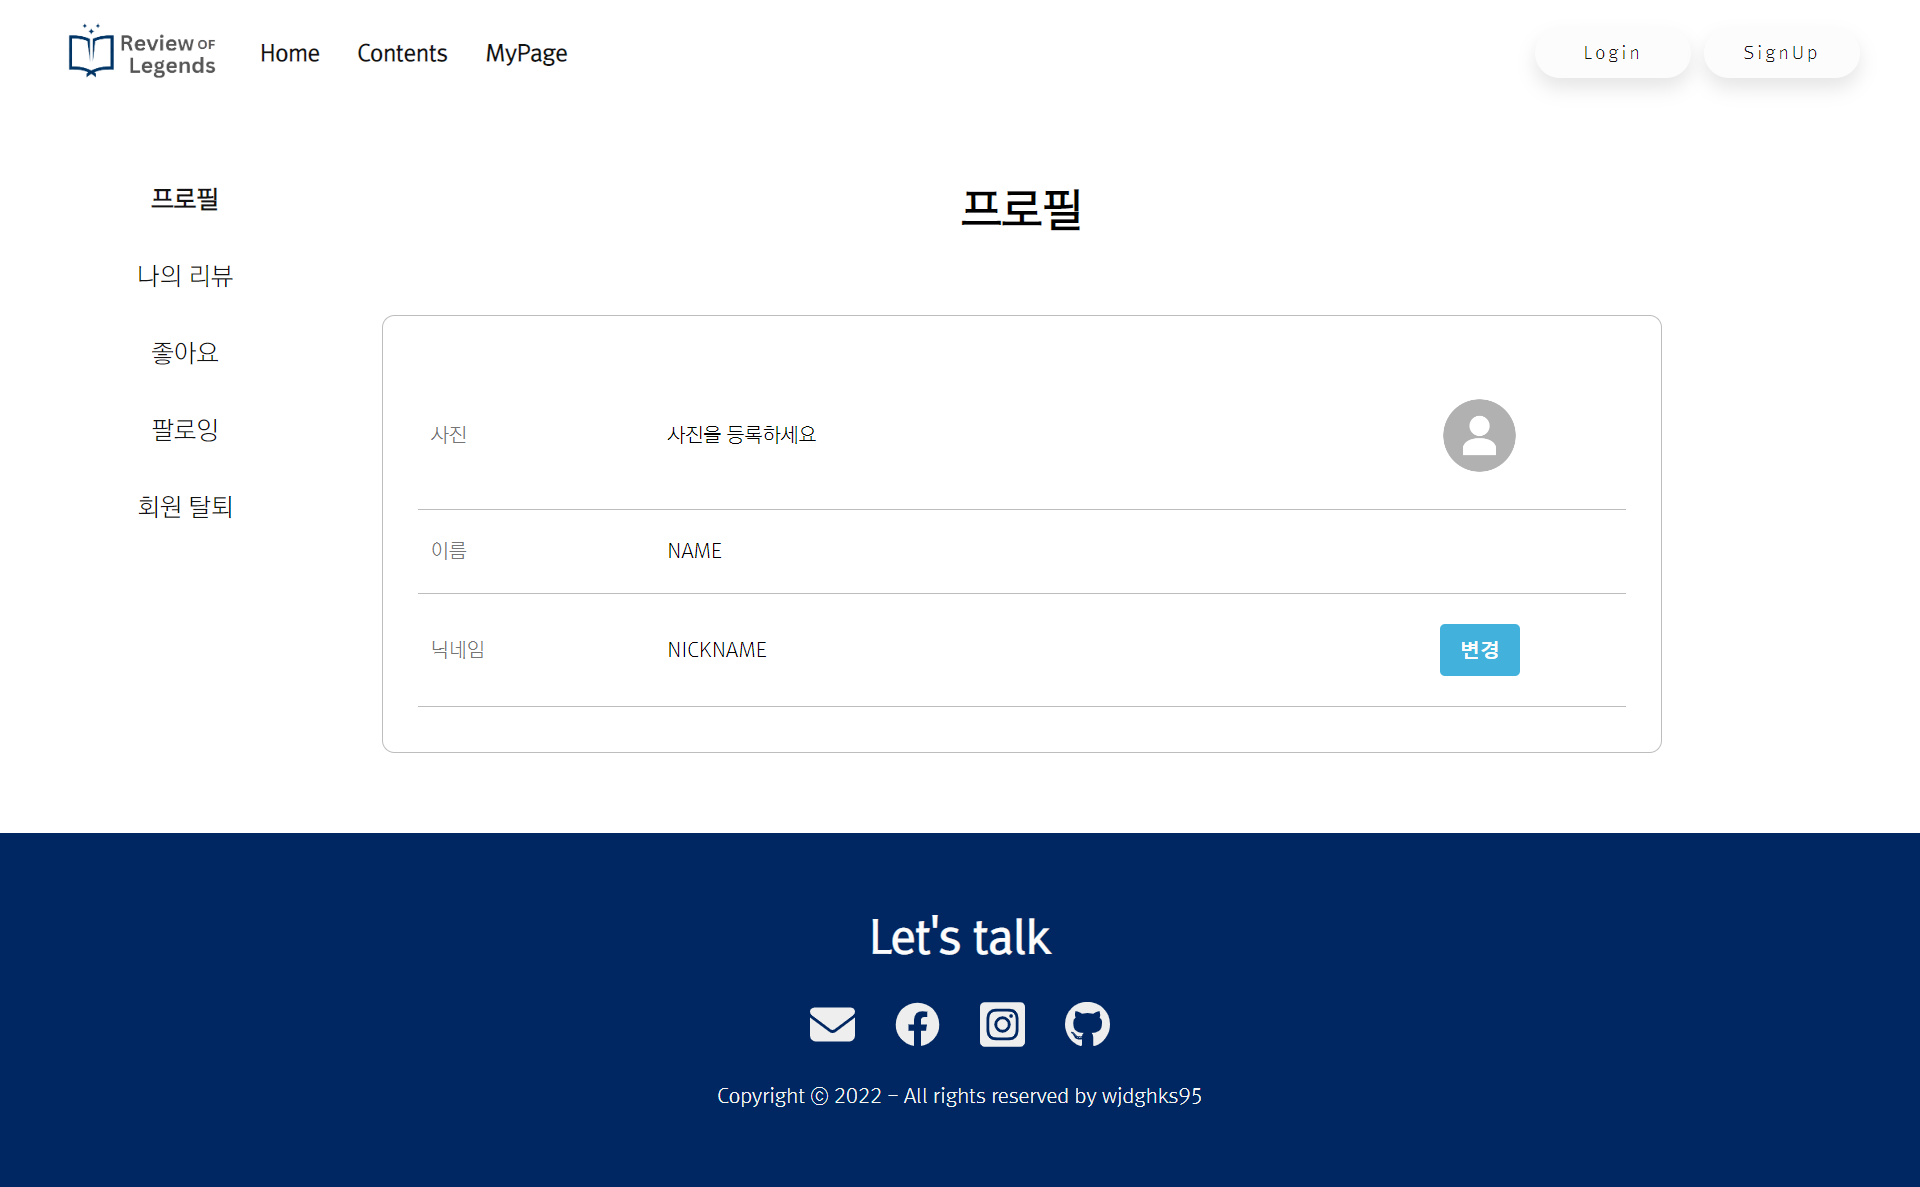 Review OF
Legends
Home
Contents
MyPage
Login
SignUp
프로필
나의 리뷰
좋아요
팔로잉
회원 탈퇴
프로필
사진
사진을 등록하세요
이름
NAME
닉네임
NICKNAME
변경
Let's talk
Copyright ⓒ 2022 – All rights reserved by wjdghks95